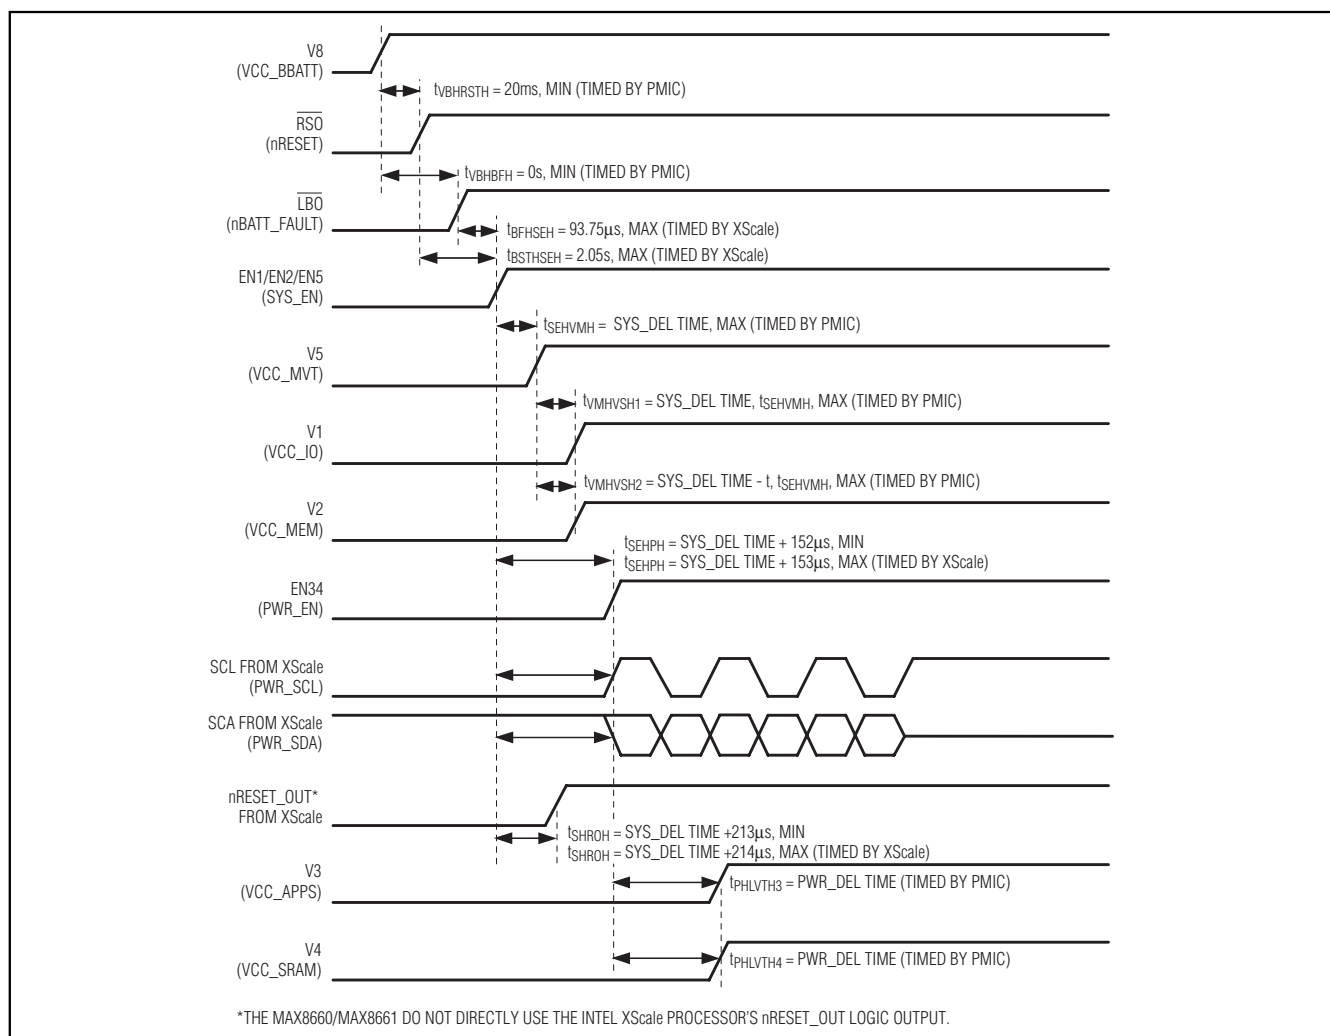 V8
(VCC_BBATT)
tVBHRSTH = 20ms, MIN (TIMED BY PMIC)
RSO
(nRESET)
tVBHBFH = 0s, MIN (TIMED BY PMIC)
LBO
(nBATT_FAULT)
tBFHSEH = 93.75µs, MAX (TIMED BY XScale)
tBSTHSEH = 2.05s, MAX (TIMED BY XScale)
EN1/EN2/EN5
(SYS_EN)
tSEHVMH = SYS_DEL TIME, MAX (TIMED BY PMIC)
V5
(VCC_MVT)
tVMHVSH1 = SYS_DEL TIME, tSEHVMH, MAX (TIMED BY PMIC)
V1
(VCC_IO)
tVMHVSH2 = SYS_DEL TIME - t, tSEHVMH, MAX (TIMED BY PMIC)
V2
(VCC_MEM)
tSEHPH = SYS_DEL TIME + 152µs, MIN
tSEHPH = SYS_DEL TIME + 153µs, MAX (TIMED BY XScale)
EN34
(PWR_EN)
SCL FROM XScale
(PWR_SCL)
SCA FROM XScale
(PWR_SDA)
nRESET_OUT*
FROM XScale
tSHROH = SYS_DEL TIME +213µs, MIN
tSHROH = SYS_DEL TIME +214µs, MAX (TIMED BY XScale)
V3
(VCC_APPS)
tPHLVTH3 = PWR_DEL TIME (TIMED BY PMIC)
V4
(VCC_SRAM)
tPHLVTH4 = PWR_DEL TIME (TIMED BY PMIC)
*THE MAX8660/MAX8661 DO NOT DIRECTLY USE THE INTEL XScale PROCESSOR'S nRESET_OUT LOGIC OUTPUT.